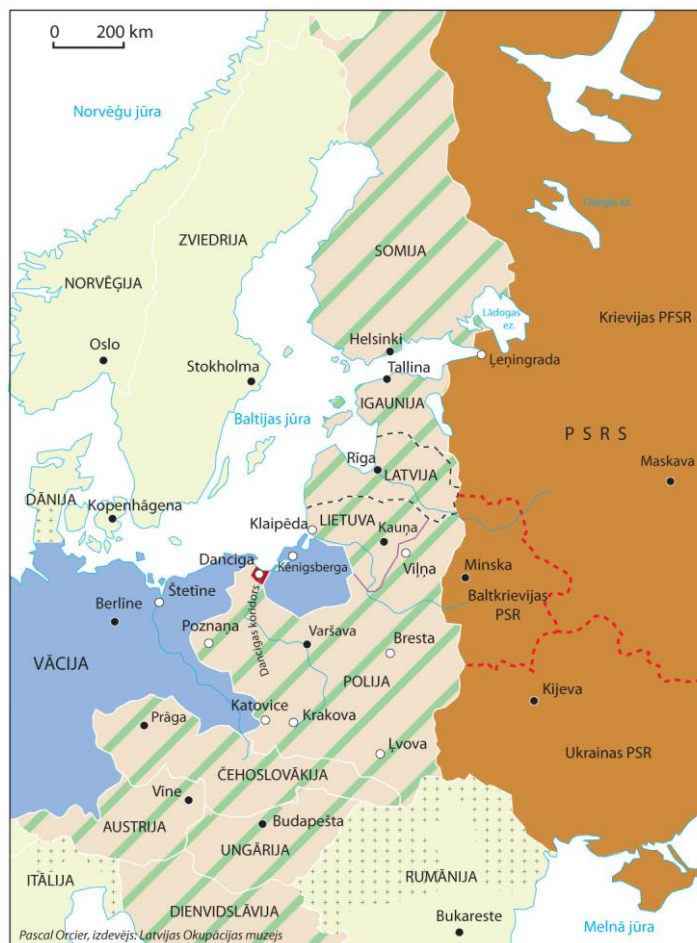 0 200 km
Norvēģu jūra
Oņegas ez.
ZVIEDRIJA
SOMIJA
NORVĒĢIJA
Lādogas
ez.
Krievijas PFSR
Oslo
Helsinki
Ļeņingrada
Stokholma
Tallina
IGAUNIJA
Baltijas jūra
PSRS
Rīga
LATVIJA
Maskava
DĀNIJA
Kopenhāgena
Klaipēda
LIETUVA
Kauņa
Danciga
Kēnigsberga
Viļņa
Minska
Baltkrievijas
PSR
Štetīne
Berlīne
Dancigas koridors
Poznaņa
Varšava
Bresta
VĀCIJA
POLIJA
Katovice
Krakova
Kijeva
Prāga
Ļvova
Ukrainas PSR
ČEHOSLOVĀKIJA
Vīne
Budapešta
AUSTRIJA
UNGĀRIJA
ITĀLIJA
RUMĀNIJA
DIENVIDSLĀVIJA
Bukareste
Melnā jūra
Pascal Orcier, izdevējs: Latvijas Okupācijas muzejs